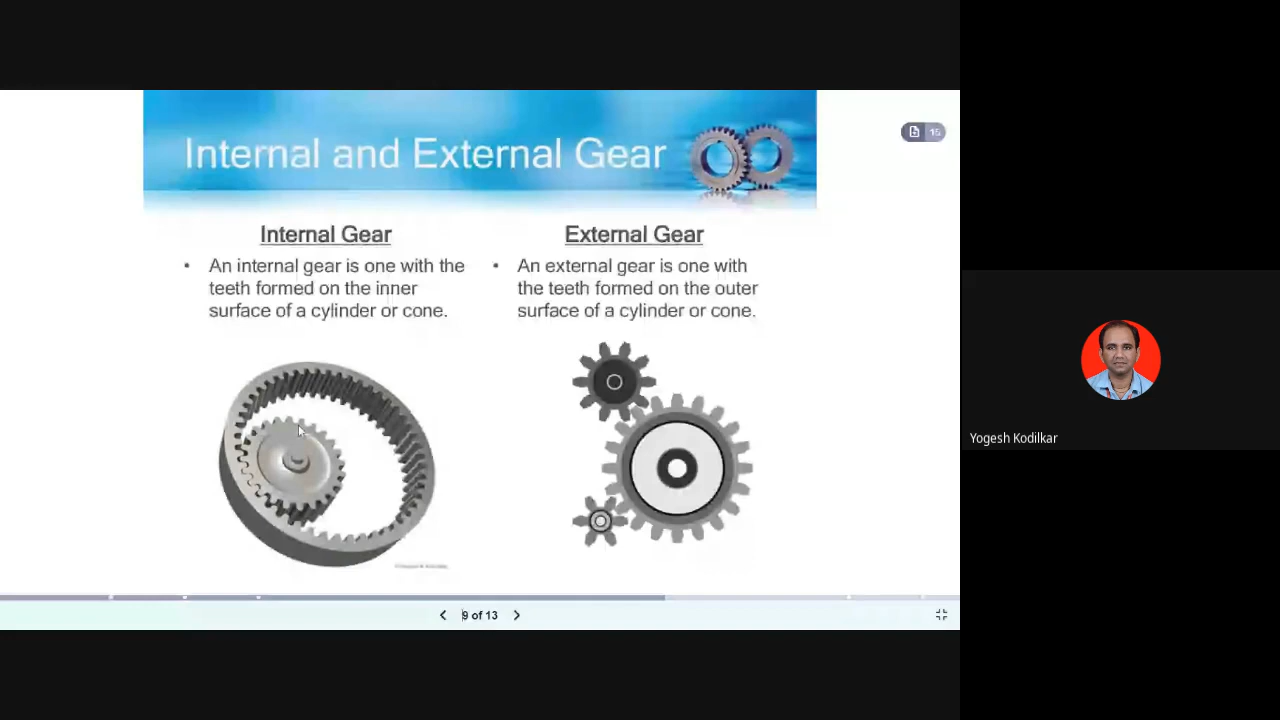 Internal and External Gear
15
Internal Gear
• An internal gear is one with the
teeth formed on the inner
surface of a cylinder or cone.
External Gear
• An external gear is one with
the teeth formed on the outer
surface of a cylinder or cone.
9 of 13
Yogesh Kodilkar